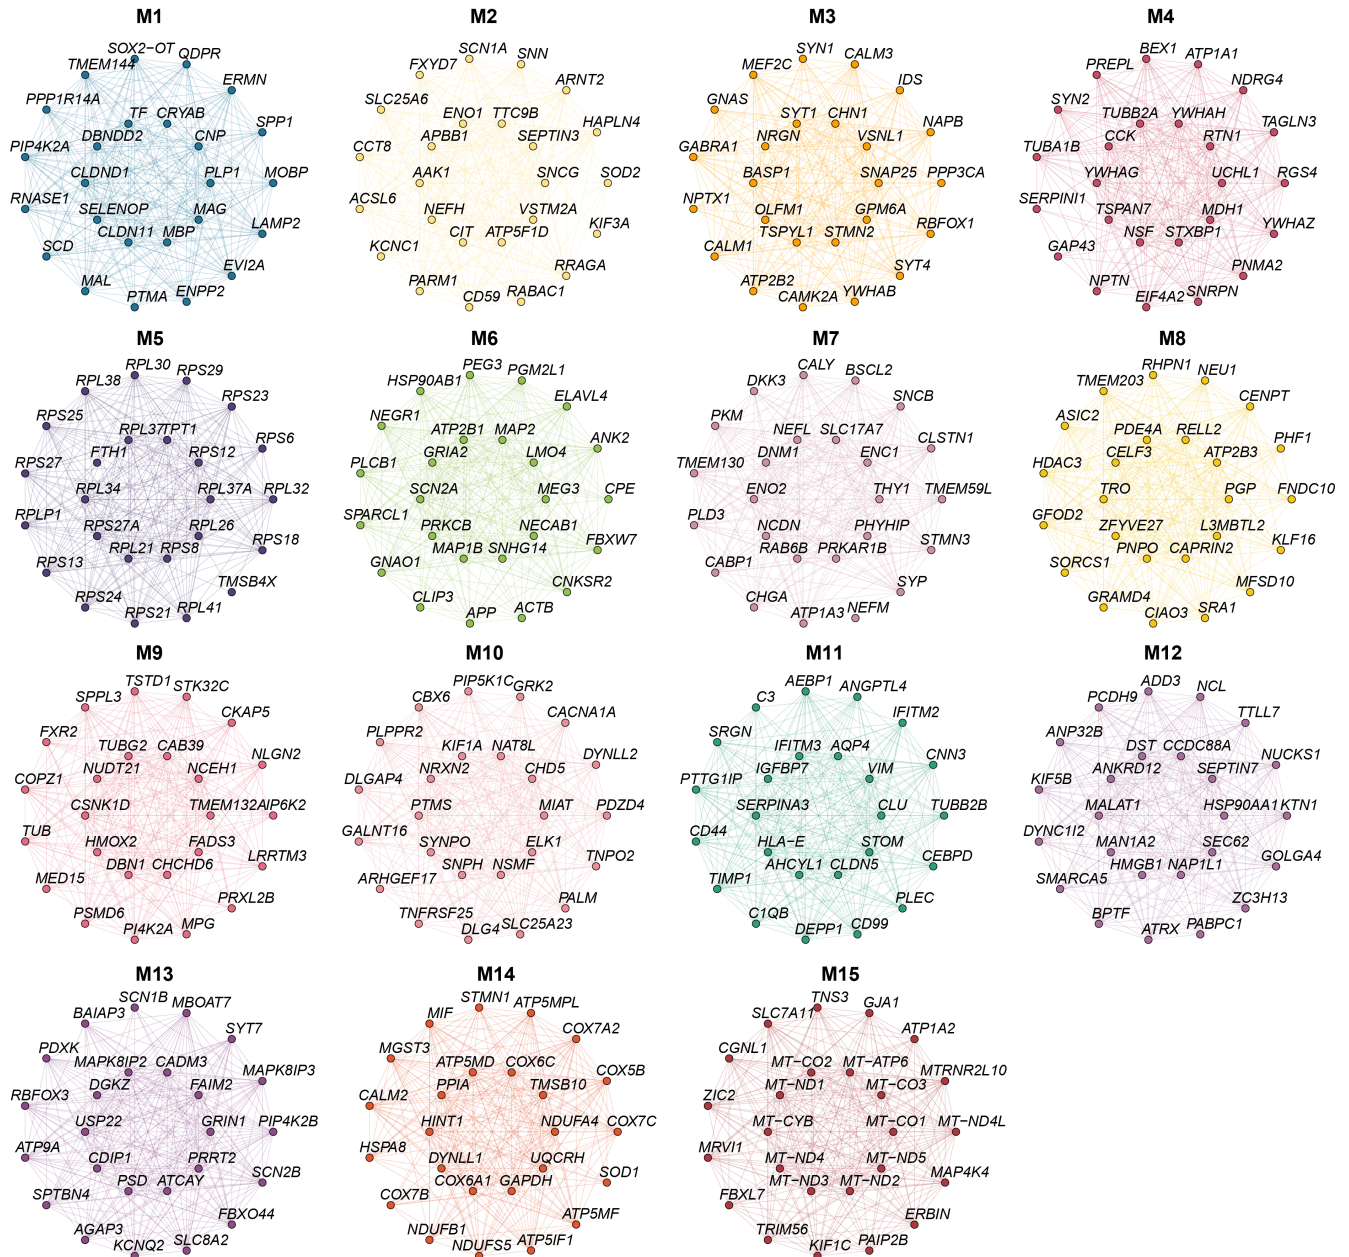 M1
SOX2−OT
QDPR
TMEM144
ERMN
PPP1R14A
TF
CRYAB
SPP1
DBNDD2
CNP
PIP4K2A
CLDND1
PLP1
MOBP
RNASE1
SELENOP
MAG
LAMP2
CLDN11
MBP
SCD
EVI2A
MAL
PTMA
ENPP2
M2
SCN1A
SNN
FXYD7
ARNT2
SLC25A6
ENO1
TTC9B
HAPLN4
APBB1
SEPTIN3
CCT8
AAK1
SNCG
SOD2
ACSL6
NEFH
VSTM2A
KIF3A
CIT
ATP5F1D
KCNC1
RRAGA
PARM1
CD59
RABAC1
M3
SYN1
CALM3
MEF2C
IDS
GNAS
SYT1
CHN1
NAPB
NRGN
VSNL1
GABRA1
BASP1
SNAP25
PPP3CA
NPTX1
OLFM1
GPM6A
RBFOX1
TSPYL1
STMN2
CALM1
SYT4
ATP2B2
CAMK2A
YWHAB
M4
BEX1
ATP1A1
PREPL
NDRG4
SYN2
TUBB2A
YWHAH
TAGLN3
CCK
RTN1
TUBA1B
YWHAG
UCHL1
RGS4
SERPINI1
TSPAN7
MDH1
YWHAZ
NSF
STXBP1
GAP43
PNMA2
NPTN
EIF4A2
SNRPN
M5
RPL30
RPS29
RPL38
RPS23
RPS25
RPL37
TPT1
RPS6
FTH1
RPS12
RPS27
RPL34
RPL37A
RPL32
RPLP1
RPS27A
RPL26
RPS18
RPL21
RPS8
RPS13
TMSB4X
RPS24
RPS21
RPL41
M6
PEG3
PGM2L1
HSP90AB1
ELAVL4
NEGR1
ATP2B1
MAP2
ANK2
GRIA2
LMO4
PLCB1
SCN2A
MEG3
CPE
SPARCL1
PRKCB
NECAB1
FBXW7
MAP1B
SNHG14
GNAO1
CNKSR2
CLIP3
APP
ACTB
M7
CALY
BSCL2
DKK3
SNCB
PKM
NEFL
SLC17A7
CLSTN1
DNM1
ENC1
TMEM130
ENO2
THY1
TMEM59L
PLD3
NCDN
PHYHIP
STMN3
RAB6B
PRKAR1B
CABP1
SYP
CHGA
ATP1A3
NEFM
M8
RHPN1
NEU1
TMEM203
CENPT
ASIC2
PDE4A
RELL2
PHF1
CELF3
ATP2B3
HDAC3
TRO
PGP
FNDC10
GFOD2
ZFYVE27
L3MBTL2
KLF16
PNPO
CAPRIN2
SORCS1
MFSD10
GRAMD4
CIAO3
SRA1
M9
TSTD1
STK32C
SPPL3
CKAP5
FXR2
TUBG2
CAB39
NLGN2
NUDT21
NCEH1
COPZ1
CSNK1D
TMEM132A
IP6K2
TUB
HMOX2
FADS3
LRRTM3
DBN1
CHCHD6
MED15
PRXL2B
PSMD6
PI4K2A
MPG
M10
PIP5K1C
GRK2
CBX6
CACNA1A
PLPPR2
KIF1A
NAT8L
DYNLL2
NRXN2
CHD5
DLGAP4
PTMS
MIAT
PDZD4
GALNT16
SYNPO
ELK1
TNPO2
SNPH
NSMF
ARHGEF17
PALM
TNFRSF25
DLG4
SLC25A23
M11
AEBP1
ANGPTL4
C3
IFITM2
SRGN
IFITM3
AQP4
CNN3
IGFBP7
VIM
PTTG1IP
SERPINA3
CLU
TUBB2B
CD44
HLA−E
STOM
CEBPD
AHCYL1
CLDN5
TIMP1
PLEC
C1QB
DEPP1
CD99
M12
ADD3
NCL
PCDH9
TTLL7
ANP32B
DST
CCDC88A
NUCKS1
ANKRD12
SEPTIN7
KIF5B
MALAT1
HSP90AA1
KTN1
DYNC1I2
MAN1A2
SEC62
GOLGA4
HMGB1
NAP1L1
SMARCA5
ZC3H13
BPTF
ATRX
PABPC1
M13
SCN1B
MBOAT7
BAIAP3
SYT7
PDXK
MAPK8IP2
CADM3
MAPK8IP3
DGKZ
FAIM2
RBFOX3
USP22
GRIN1
PIP4K2B
ATP9A
CDIP1
PRRT2
SCN2B
PSD
ATCAY
SPTBN4
FBXO44
AGAP3
KCNQ2
SLC8A2
M14
STMN1
ATP5MPL
MIF
COX7A2
MGST3
ATP5MD
COX6C
COX5B
PPIA
TMSB10
CALM2
HINT1
NDUFA4
COX7C
HSPA8
DYNLL1
UQCRH
SOD1
COX6A1
GAPDH
COX7B
ATP5MF
NDUFB1
NDUFS5
ATP5IF1
M15
TNS3
GJA1
SLC7A11
ATP1A2
CGNL1
MT−CO2
MT−ATP6
MTRNR2L10
MT−ND1
MT−CO3
ZIC2
MT−CYB
MT−CO1
MT−ND4L
MRVI1
MT−ND4
MT−ND5
MAP4K4
MT−ND3
MT−ND2
FBXL7
ERBIN
TRIM56
KIF1C
PAIP2B